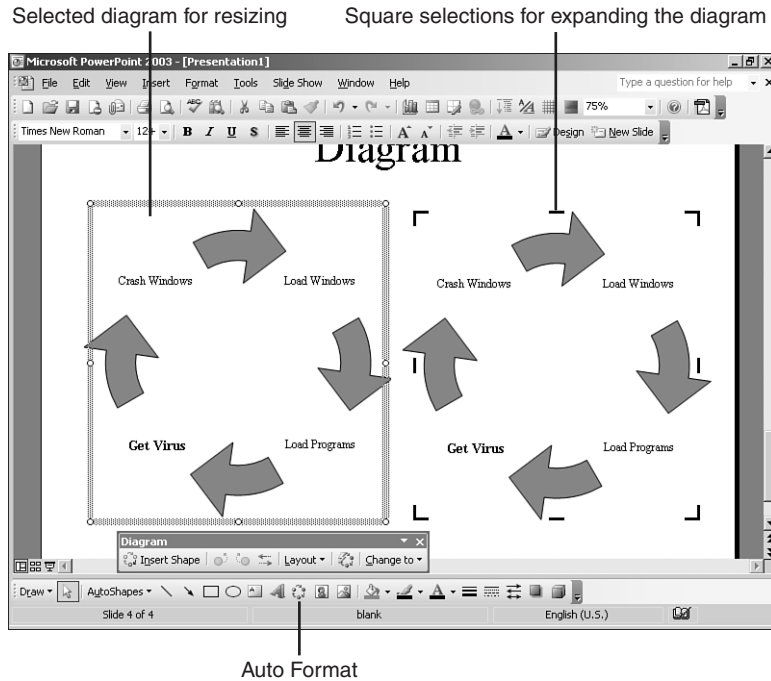 Selected diagram for resizing Square selections for expanding the diagram
Microsoft PowerPoint 2003 - [Presentation1]
File Edit View Insert Format Tools Slide Show Window Help Type a question for help
75%
Times New Roman 12+ B I U S A A A Design New Slide
Diagram
Crash Windows Load Windows Crash Windows Load Windows
Get Virus Load Programs Get Virus Load Programs
Diagram
Insert Shape Layout Change to
Draw AutoShapes A A
Slide 4 of 4 blank English (U.S.)
Auto Format